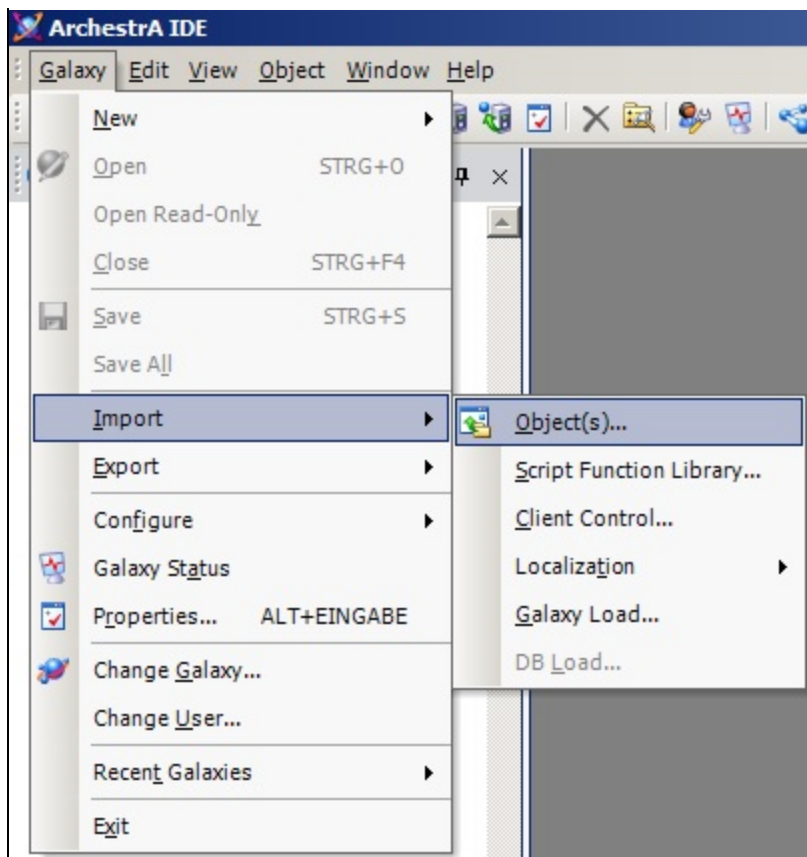 ArchestrA IDE
Galaxy Edit View Object Window Help
New
Open STRG+O
Open Read-Only
Close STRG+F4
Save STRG+S
Save All
Import
Export
Configure
Galaxy Status
Properties... ALT+EINGABE
Change Galaxy...
Change User...
Recent Galaxies
Exit
Object(s)...
Script Function Library...
Client Control...
Localization
Galaxy Load...
DB Load...